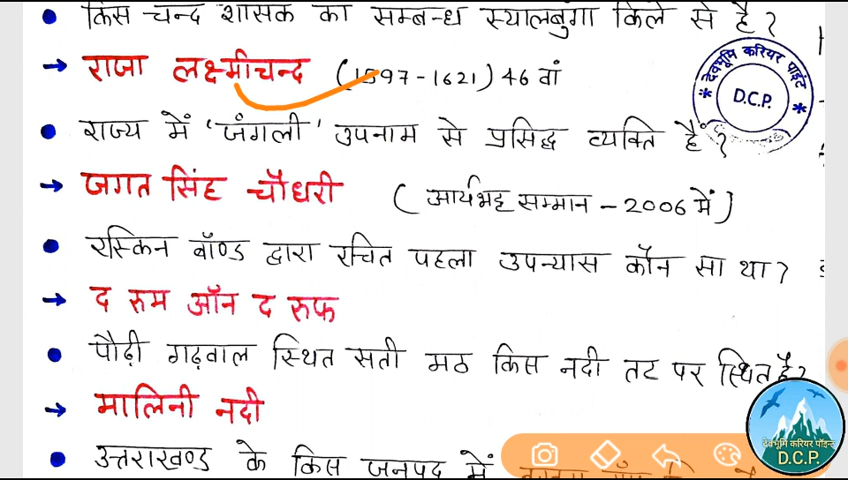 किस चन्द शासक का सम्बन्ध स्यालबुंगा किले से है?
राजा लक्ष्मीचन्द (1597-1621) 46 वां
राज्य में 'जंगली' उपनाम से प्रसिद्ध व्यक्ति है?
जगत सिंह चौधरी (आर्यभट्ट सम्मान - 2006 में)
रस्किन बॉण्ड द्वारा रचित पहला उपन्यास कौन सा था?
द रुम ऑन द रुफ
पौढ़ी गढ़वाल स्थित सती मठ किस नदी तट पर स्थित है?
मालिनी नदी
उत्तराखण्ड के किस जनपद में
देवभूमि करियर पॉइंट
D.C.P.
देवभूमि करियर पॉइन्ट
D.C.P.